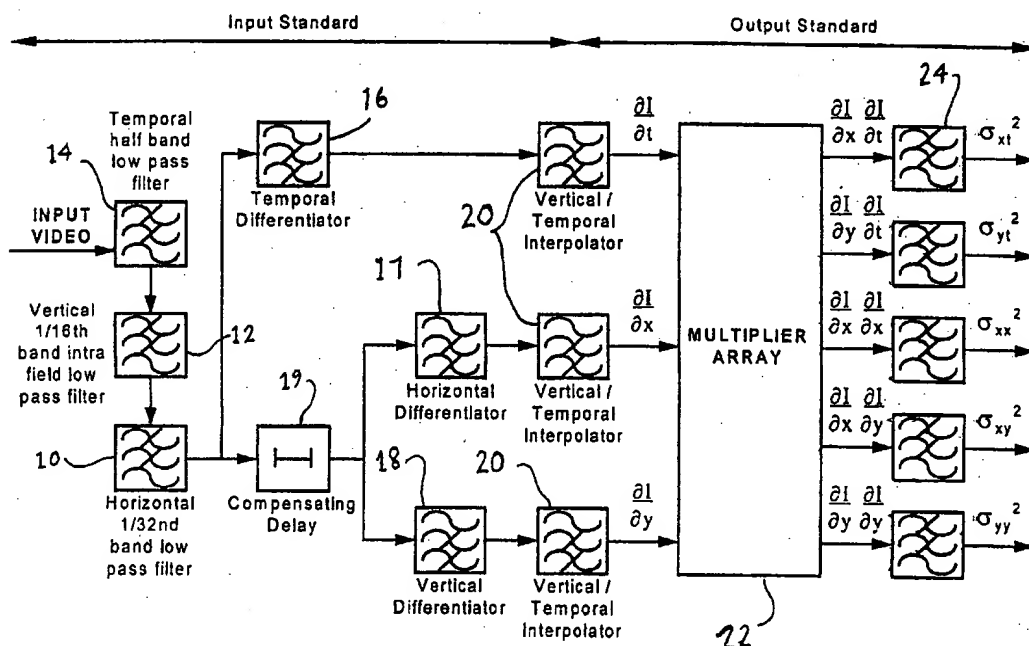 Input Standard
Output Standard
Temporal
half band
low pass
filter
14
INPUT
VIDEO
16
Temporal
Differentiator
20
Vertical /
Temporal
Interpolator
∂I
∂t
Vertical
1/16th
band intra
field low
pass filter
12
10
Horizontal
1/32nd
band low
pass filter
19
Compensating
Delay
17
Horizontal
Differentiator
Vertical /
Temporal
Interpolator
∂I
∂x
18
Vertical
Differentiator
20
Vertical /
Temporal
Interpolator
∂I
∂y
MULTIPLIER
ARRAY
22
24
∂I ∂I
∂x ∂t
σxt²
∂I ∂I
∂y ∂t
σyt²
∂I ∂I
∂x ∂x
σxx²
∂I ∂I
∂x ∂y
σxy²
∂I ∂I
∂y ∂y
σyy²